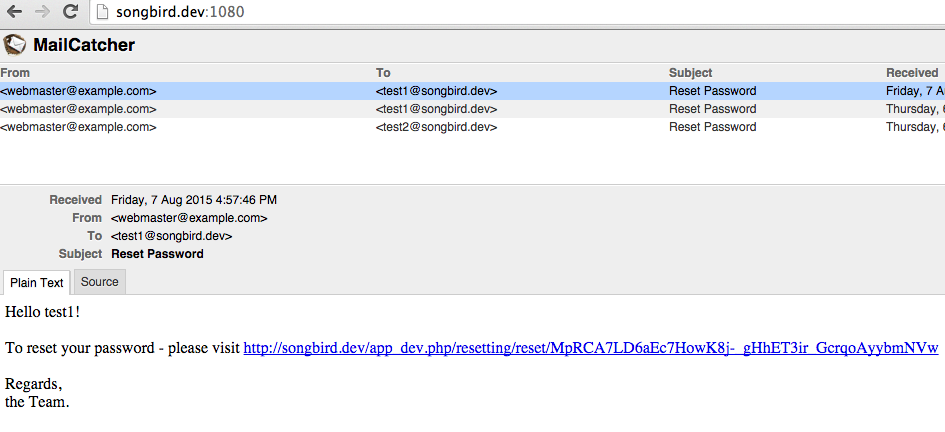 songbird.dev:1080
MailCatcher
From To Subject Received
<webmaster@example.com> <test1@songbird.dev> Reset Password Friday, 7 A
<webmaster@example.com> <test1@songbird.dev> Reset Password Thursday, 6
<webmaster@example.com> <test2@songbird.dev> Reset Password Thursday, 6
Received Friday, 7 Aug 2015 4:57:46 PM
From <webmaster@example.com>
To <test1@songbird.dev>
Subject Reset Password
Plain Text Source
Hello test1!
To reset your password - please visit http://songbird.dev/app_dev.php/resetting/reset/MpRCA7LD6aEc7HowK8j-_gHhET3ir_GcrqoAyybmNVw
Regards,
the Team.